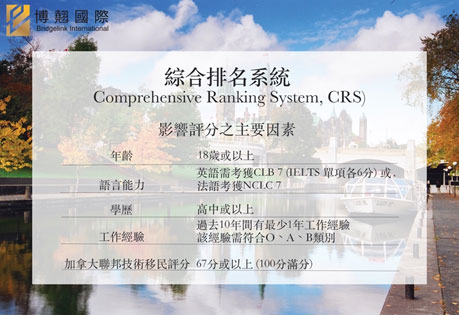 博翹國際
Bridgelink International
綜合排名系統
Comprehensive Ranking System, CRS)
影響評分之主要因素
年齡 18歲或以上
語言能力 英語需考獲CLB 7 (IELTS 單項各6分) 或，
法語考獲NCLC 7
學歷 高中或以上
工作經驗 過去10年間有最少1年工作經驗
該經驗需符合O、A、B類別
加拿大聯邦技術移民評分 67分或以上 (100分滿分)